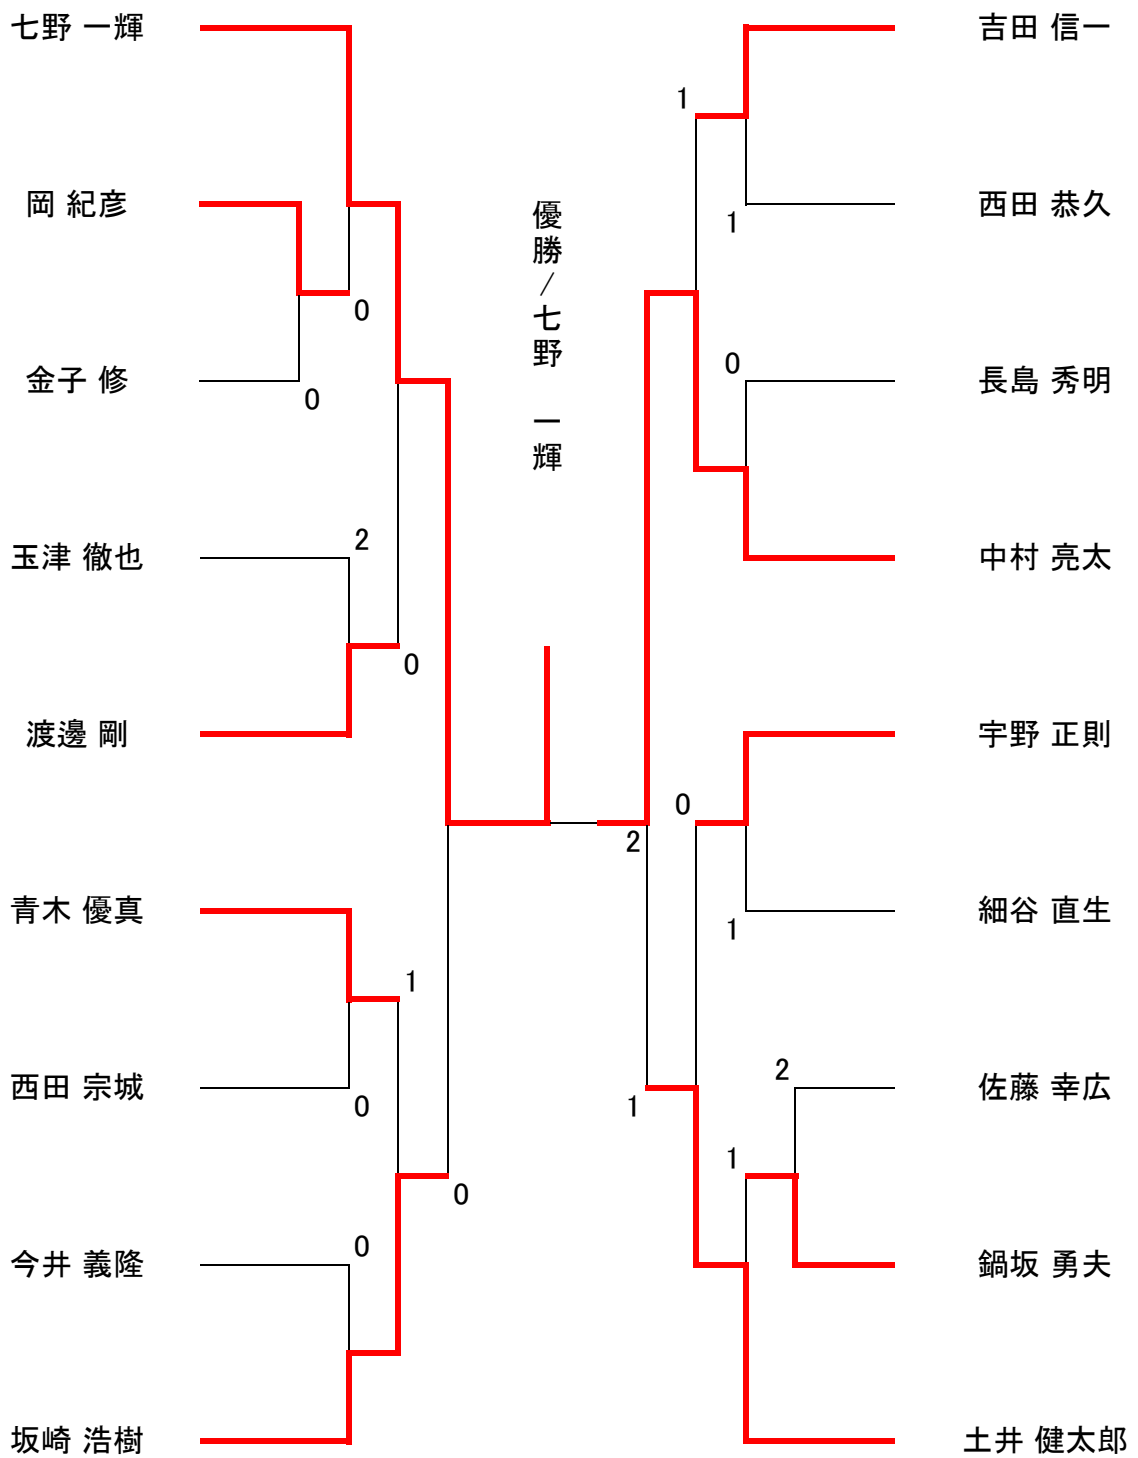 七野 一輝
岡 紀彦
0
金子 修
0
玉津 徹也
2
0
渡邊 剛
青木 優真
1
西田 宗城
0
0
今井 義隆
0
坂崎 浩樹
優勝/七野 一輝
2
吉田 信一
1
西田 恭久
1
長島 秀明
0
中村 亮太
宇野 正則
0
細谷 直生
1
佐藤 幸広
2
1
1
鍋坂 勇夫
土井 健太郎